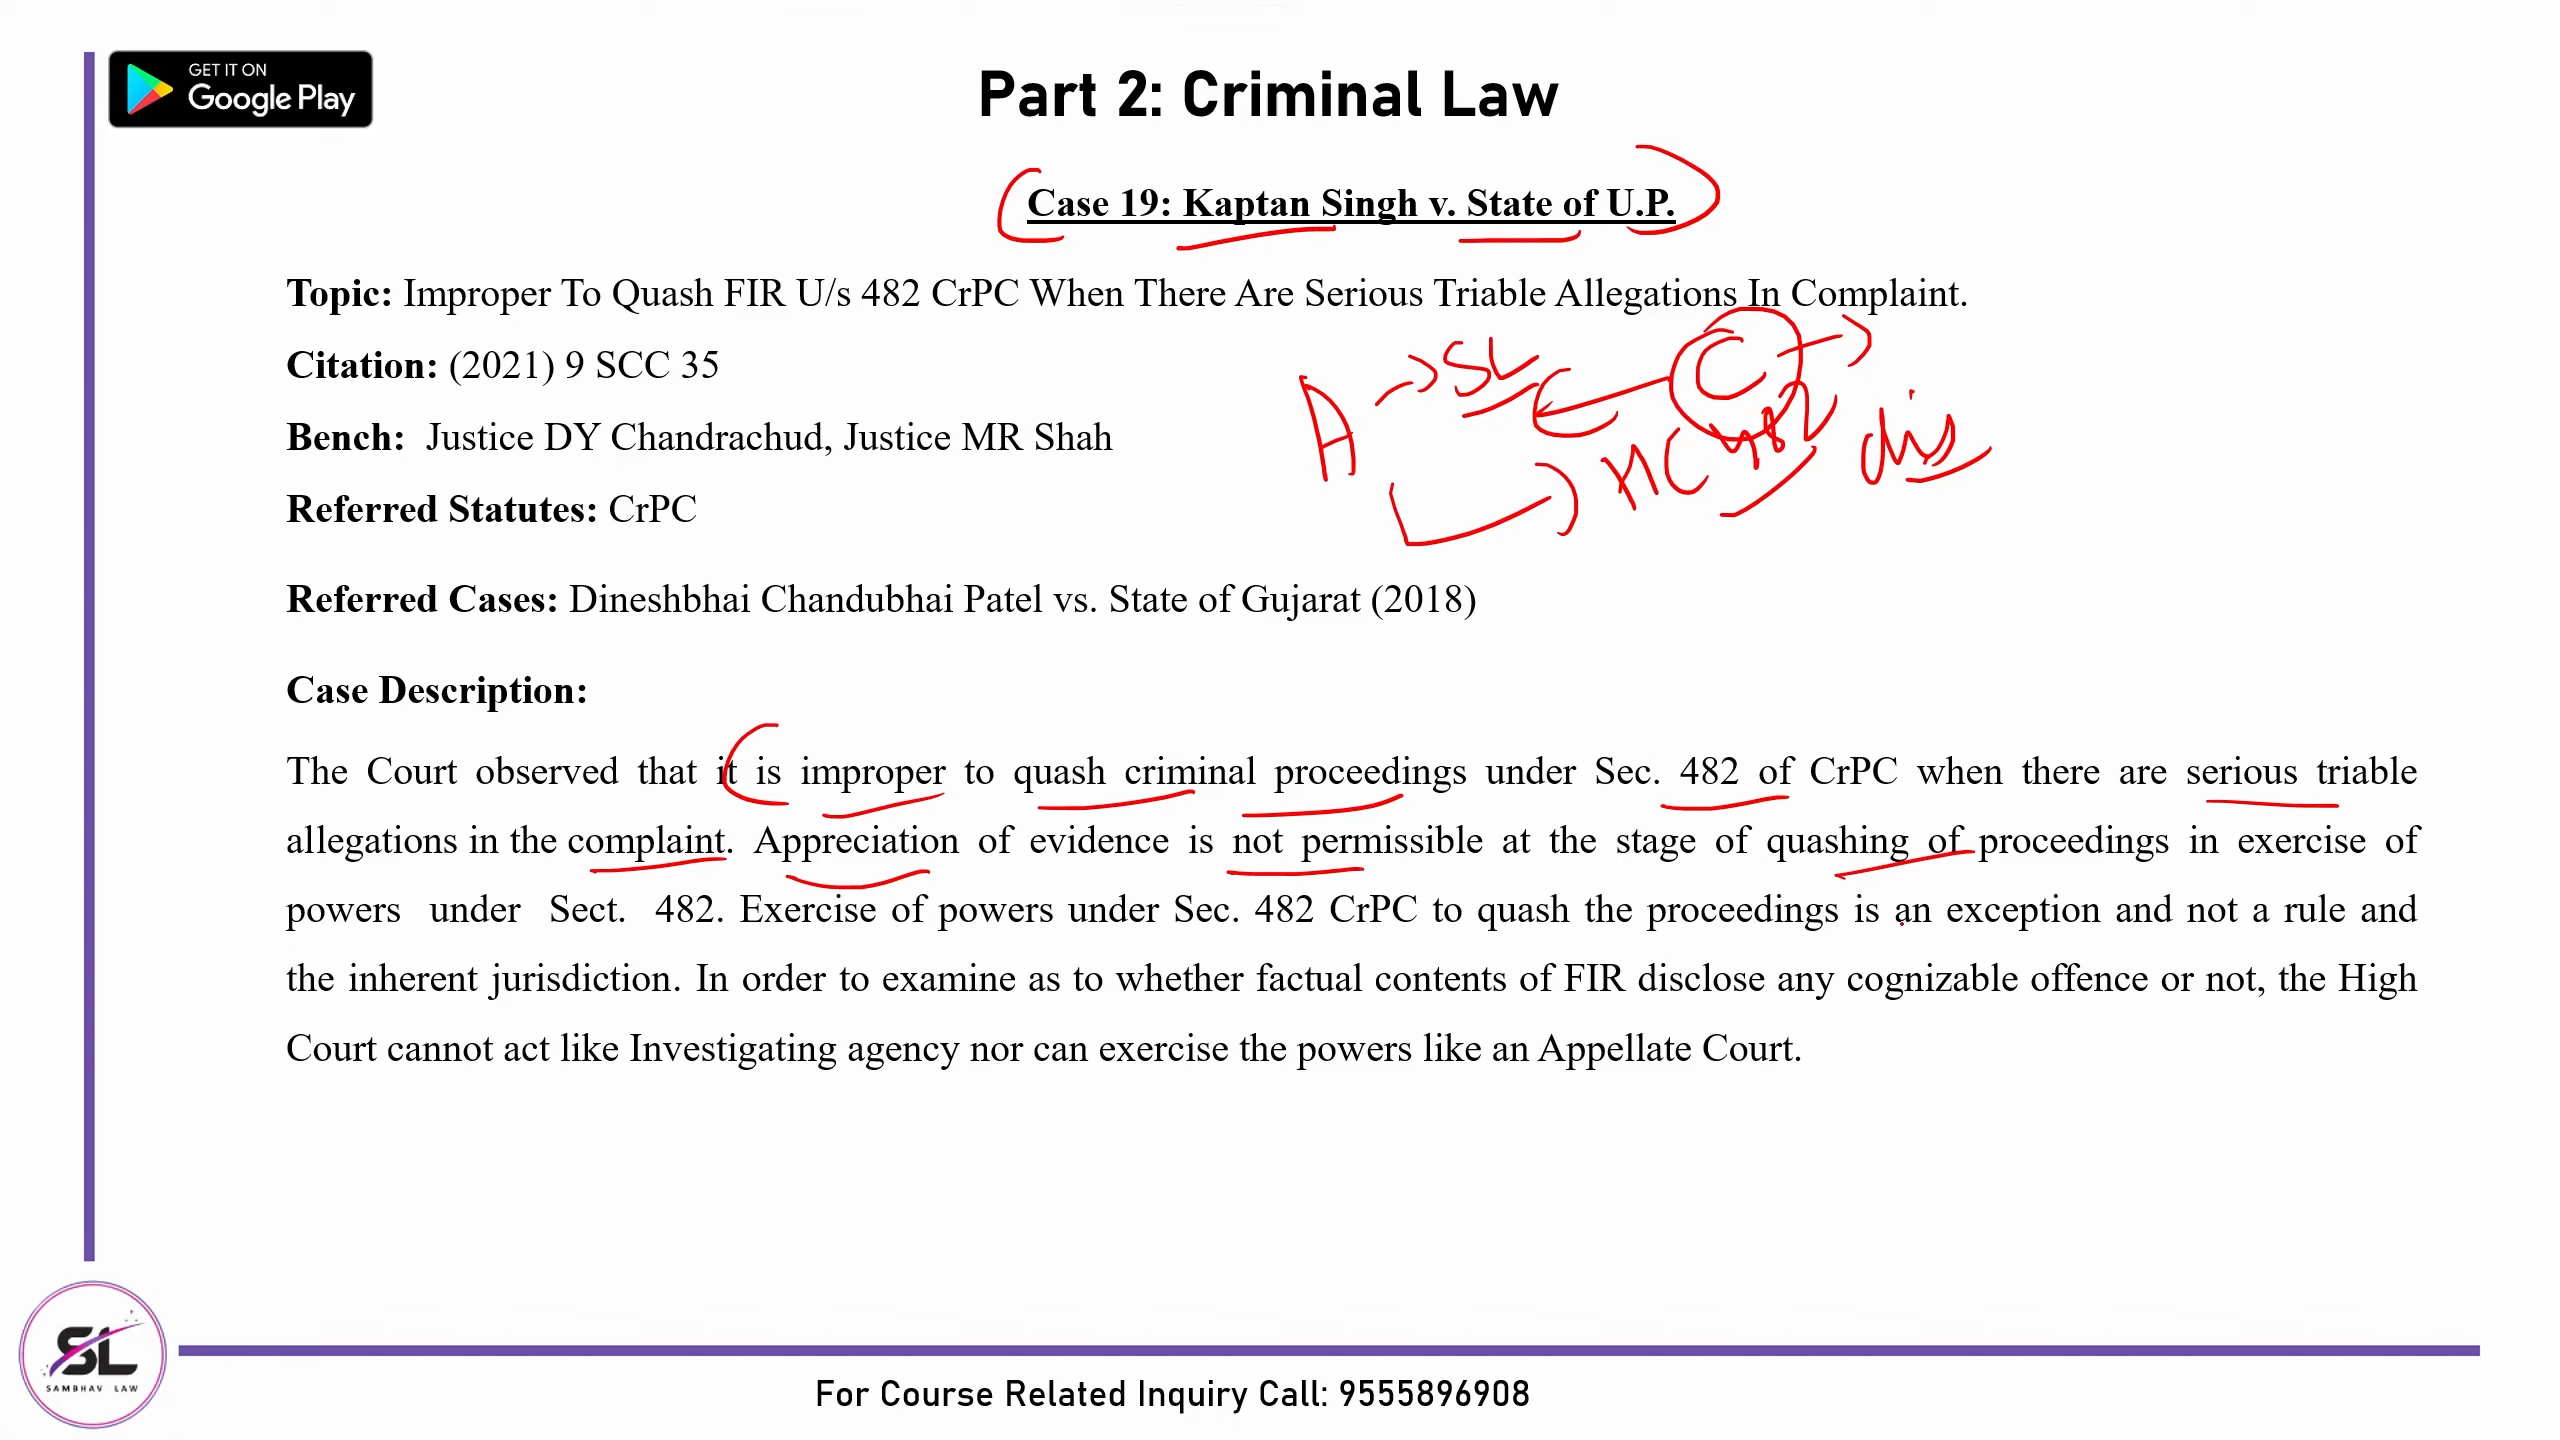 GET IT ON
Google Play
Part 2: Criminal Law
Case 19: Kaptan Singh v. State of U.P.
Topic: Improper To Quash FIR U/s 482 CrPC When There Are Serious Triable Allegations In Complaint.
Citation: (2021) 9 SCC 35
A SL C
HC 482 dis
Bench: Justice DY Chandrachud, Justice MR Shah
Referred Statutes: CrPC
Referred Cases: Dineshbhai Chandubhai Patel vs. State of Gujarat (2018)
Case Description:
The Court observed that it is improper to quash criminal proceedings under Sec. 482 of CrPC when there are serious triable
allegations in the complaint. Appreciation of evidence is not permissible at the stage of quashing of proceedings in exercise of
powers under Sect. 482. Exercise of powers under Sec. 482 CrPC to quash the proceedings is an exception and not a rule and
the inherent jurisdiction. In order to examine as to whether factual contents of FIR disclose any cognizable offence or not, the High
Court cannot act like Investigating agency nor can exercise the powers like an Appellate Court.
SL
SAMBHAV LAW
For Course Related Inquiry Call: 9555896908